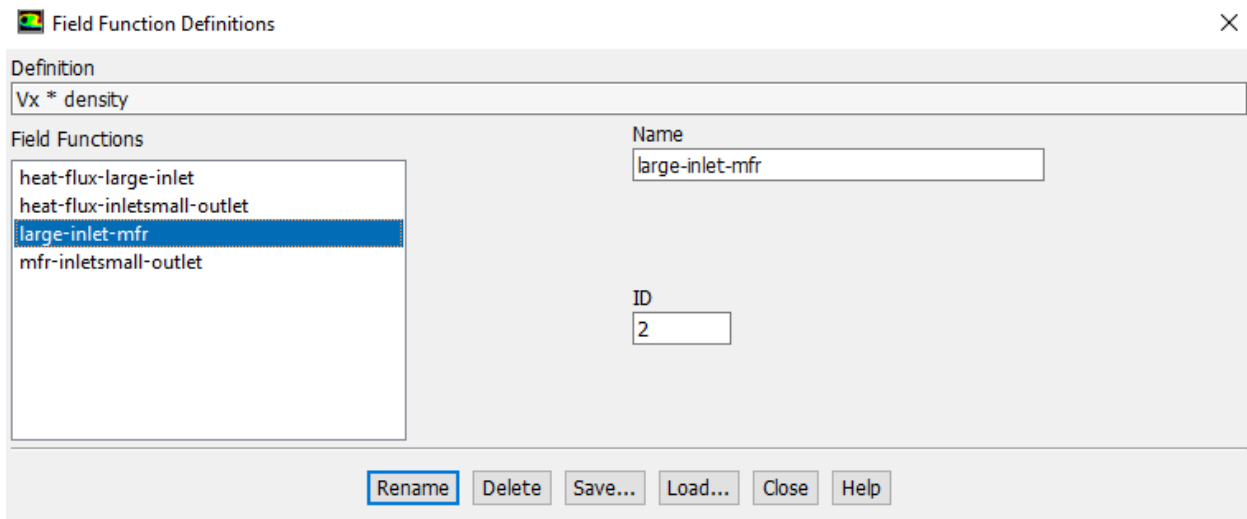 Field Function Definitions
Definition
Vx * density
Field Functions
heat-flux-large-inlet
heat-flux-inletsmall-outlet
large-inlet-mfr
mfr-inletsmall-outlet
Name
large-inlet-mfr
ID
2
Rename Delete Save... Load... Close Help